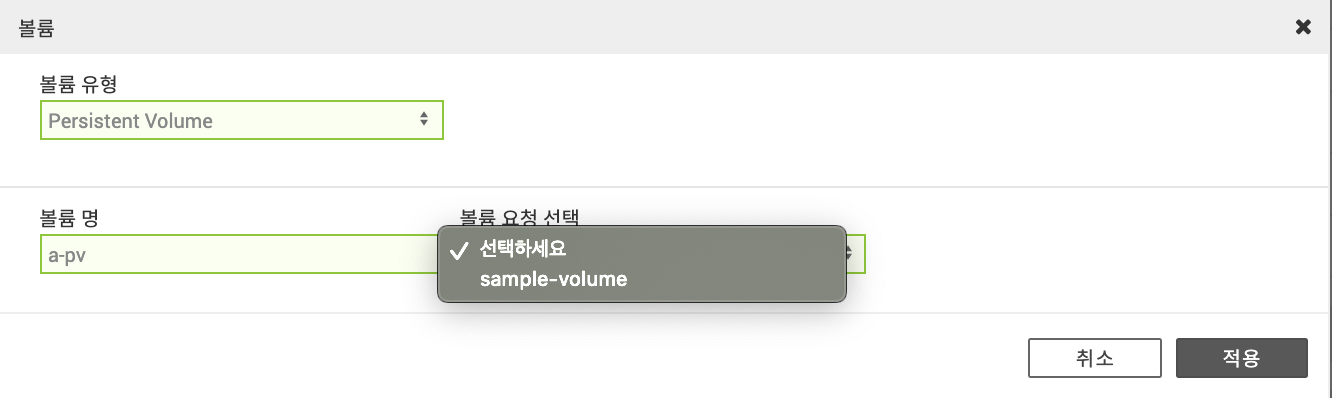 볼륨
볼륨 유형
Persistent Volume
볼륨 명
볼륨 요청 선택
a-pv
선택하세요
sample-volume
취소
적용